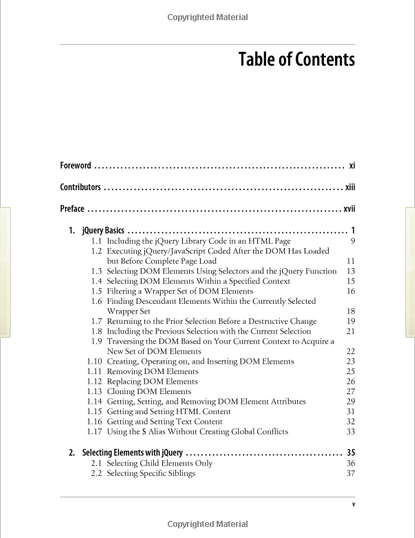 Copyrighted Material
Table of Contents
Foreword . . . . . . . . . . . . . . . . . . . . . . . . . . . . . . xi
Contributors . . . . . . . . . . . . . . . . . . . . . . . . . . . . . . xiii
Preface . . . . . . . . . . . . . . . . . . . . . . . . . . . . . . xvii
1. jQuery Basics . . . . . . . . . . . . . . . . . . . . . . . . . . . . . . 1
1.1 Including the jQuery Library Code in an HTML Page 9
1.2 Executing jQuery/JavaScript Coded After the DOM Has Loaded
but Before Complete Page Load 11
1.3 Selecting DOM Elements Using Selectors and the jQuery Function 13
1.4 Selecting DOM Elements Within a Specified Context 15
1.5 Filtering a Wrapper Set of DOM Elements 16
1.6 Finding Descendant Elements Within the Currently Selected
Wrapper Set 18
1.7 Returning to the Prior Selection Before a Destructive Change 19
1.8 Including the Previous Selection with the Current Selection 21
1.9 Traversing the DOM Based on Your Current Context to Acquire a
New Set of DOM Elements 22
1.10 Creating, Operating on, and Inserting DOM Elements 23
1.11 Removing DOM Elements 25
1.12 Replacing DOM Elements 26
1.13 Cloning DOM Elements 27
1.14 Getting, Setting, and Removing DOM Element Attributes 29
1.15 Getting and Setting HTML Content 31
1.16 Getting and Setting Text Content 32
1.17 Using the $ Alias Without Creating Global Conflicts 33
2. Selecting Elements with jQuery . . . . . . . . . . . . . . . . . . . . . . . . . . . . . . 35
2.1 Selecting Child Elements Only 36
2.2 Selecting Specific Siblings 37
v
Copyrighted Material